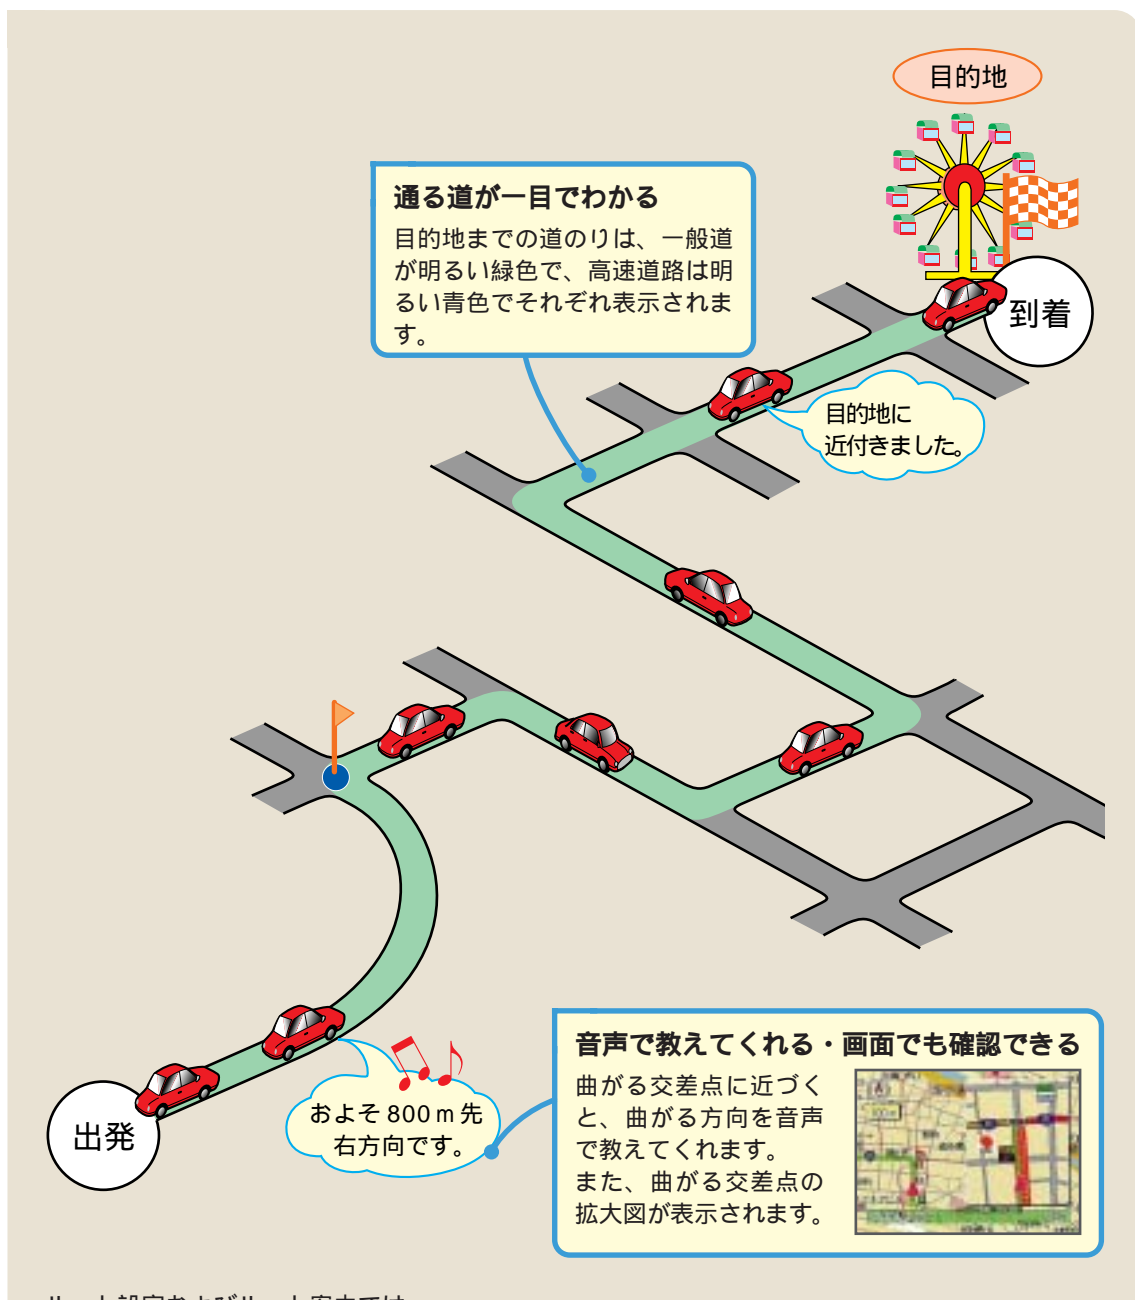 目的地
通る道が一目でわかる
目的地までの道のりは、一般道
が明るい緑色で、高速道路は明
るい青色でそれぞれ表示されま
す。
到着
目的地に
近付きました。
出発
およそ800m先
右方向です。
音声で教えてくれる・画面でも確認できる
曲がる交差点に近づく
と、曲がる方向を音声
で教えてくれます。
また、曲がる交差点の
拡大図が表示されます。